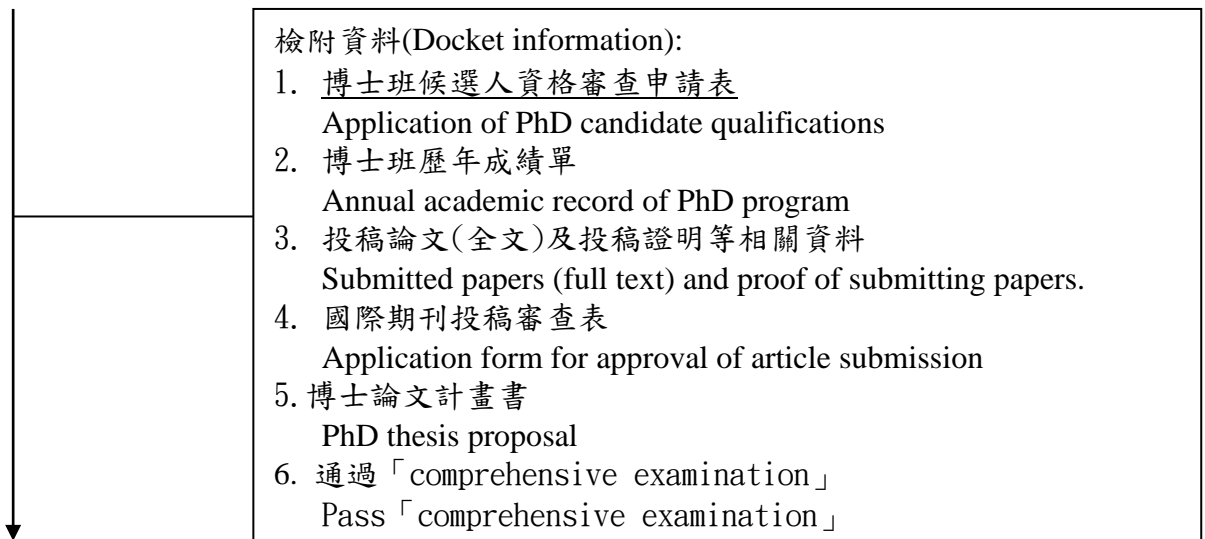 檢附資料(Docket information):
1. 博士班候選人資格審查申請表
Application of PhD candidate qualifications
2. 博士班歷年成績單
Annual academic record of PhD program
3. 投稿論文(全文)及投稿證明等相關資料
Submitted papers (full text) and proof of submitting papers.
4. 國際期刊投稿審查表
Application form for approval of article submission
5.博士論文計畫書
PhD thesis proposal
6. 通過「comprehensive examination」
Pass「comprehensive examination」